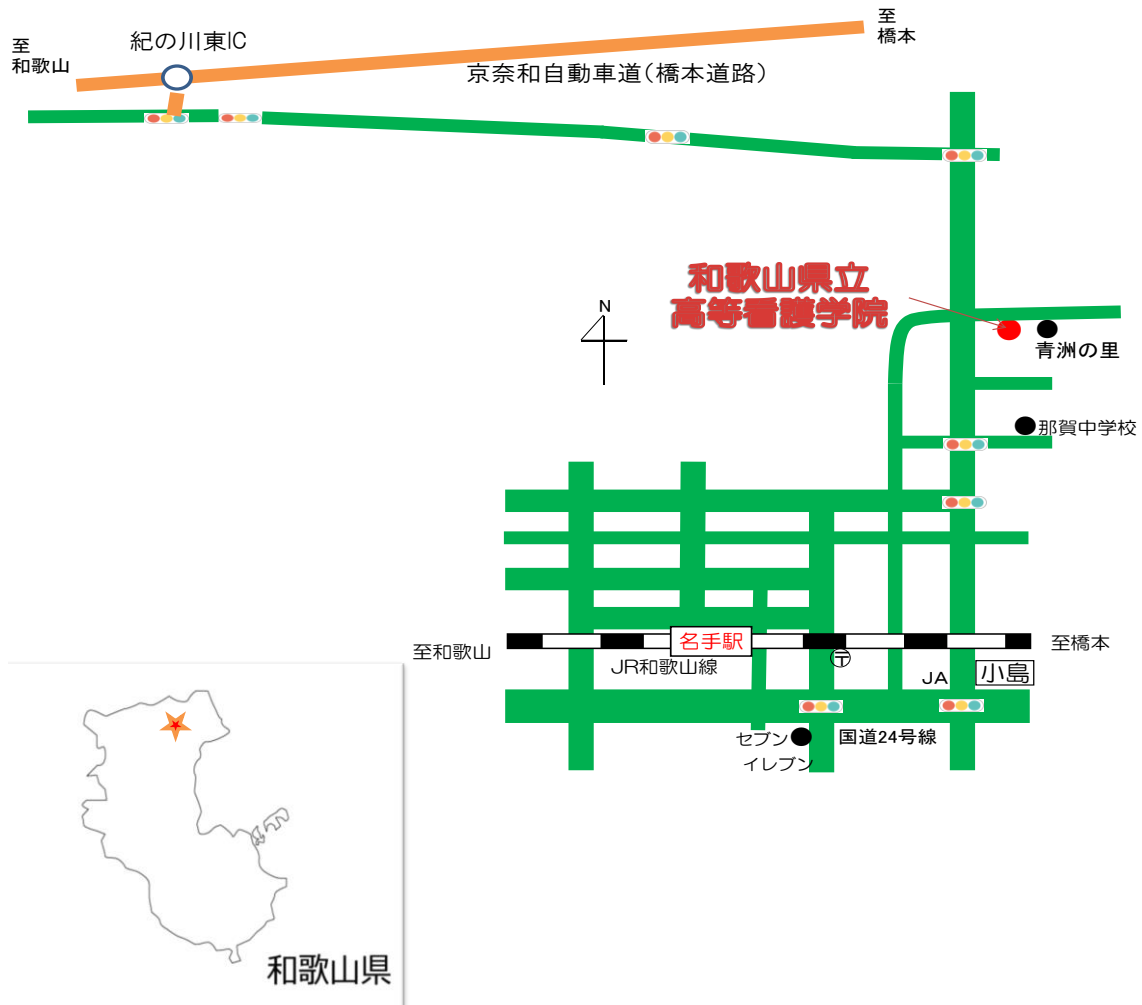 至
橋本
紀の川東IC
至
和歌山
京奈和自動車道(橋本道路)
和歌山県立
高等看護学院
N
青洲の里
那賀中学校
名手駅
至和歌山
至橋本
JR和歌山線
〒
JA
小島
セブン
イレブン
国道24号線
和歌山県